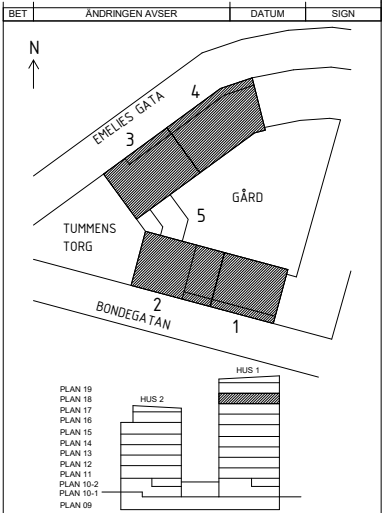 BET ÄNDRINGEN AVSER DATUM SIGN
N
EMELIES GATA
4
3
GÅRD
5
TUMMENS
TORG
2
BONDEGATAN
1
HUS 1
PLAN 19
PLAN 18 HUS 2
PLAN 17
PLAN 16
PLAN 15
PLAN 14
PLAN 13
PLAN 12
PLAN 11
PLAN 10-2
PLAN 10-1
PLAN 09